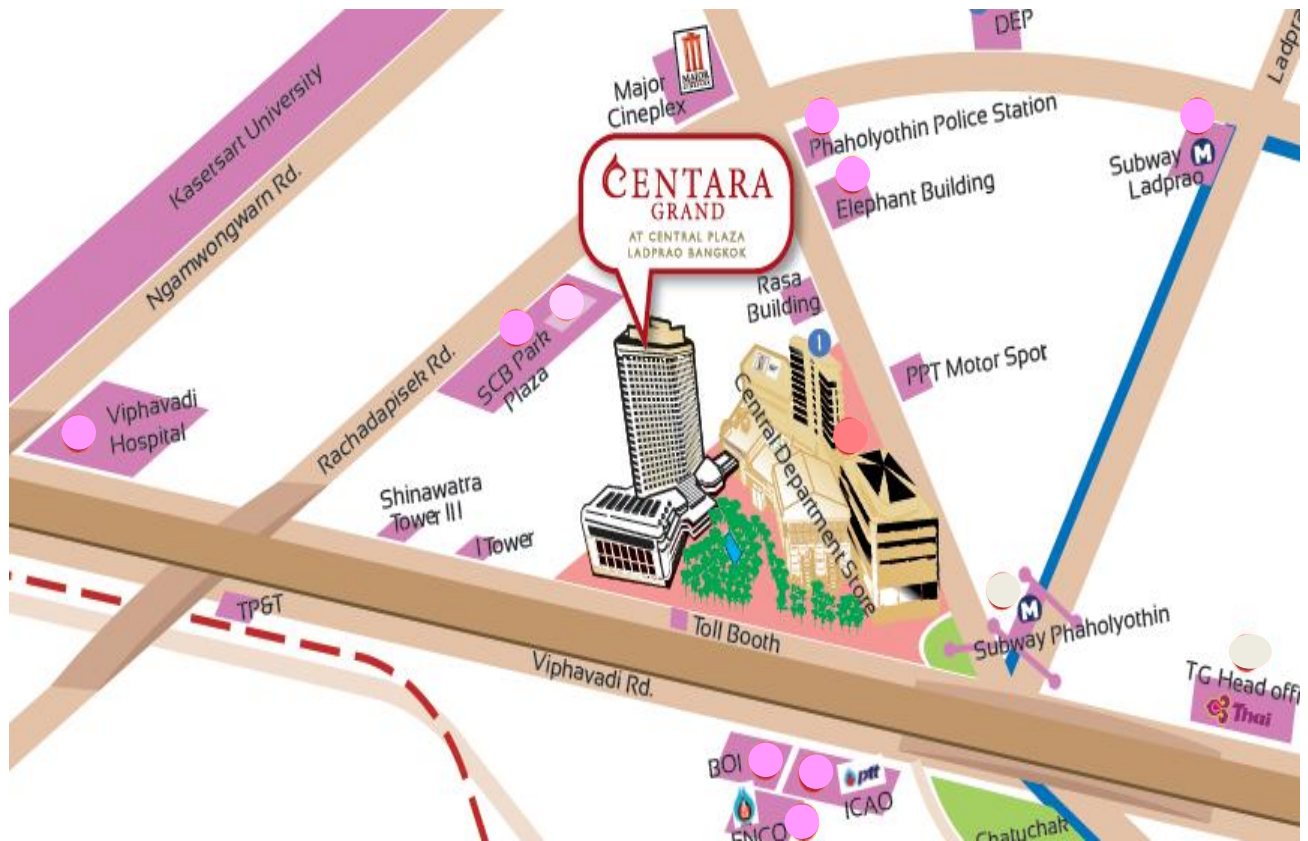 DEP
Ladpra
Kasetsart University
MAJOR
Major
Cineplex
Phaholyothin Police Station
Subway
Ladprao
M
Elephant Building
CENTARA
GRAND
AT CENTRAL PLAZA
LADPRAO BANGKOK
Ngamwongwarn Rd.
Rasa
Building
SCB Park
Plaza
PPT Motor Spot
Rachadapisek Rd.
Central Department Store
Viphavadi
Hospital
Shinawatra
Tower III
I Tower
TP&T
Toll Booth
M
Subway Phaholyothin
Viphavadi Rd.
TG Head offi
Thai
BOI
ptt
ICAO
ENCO
Chatuchak